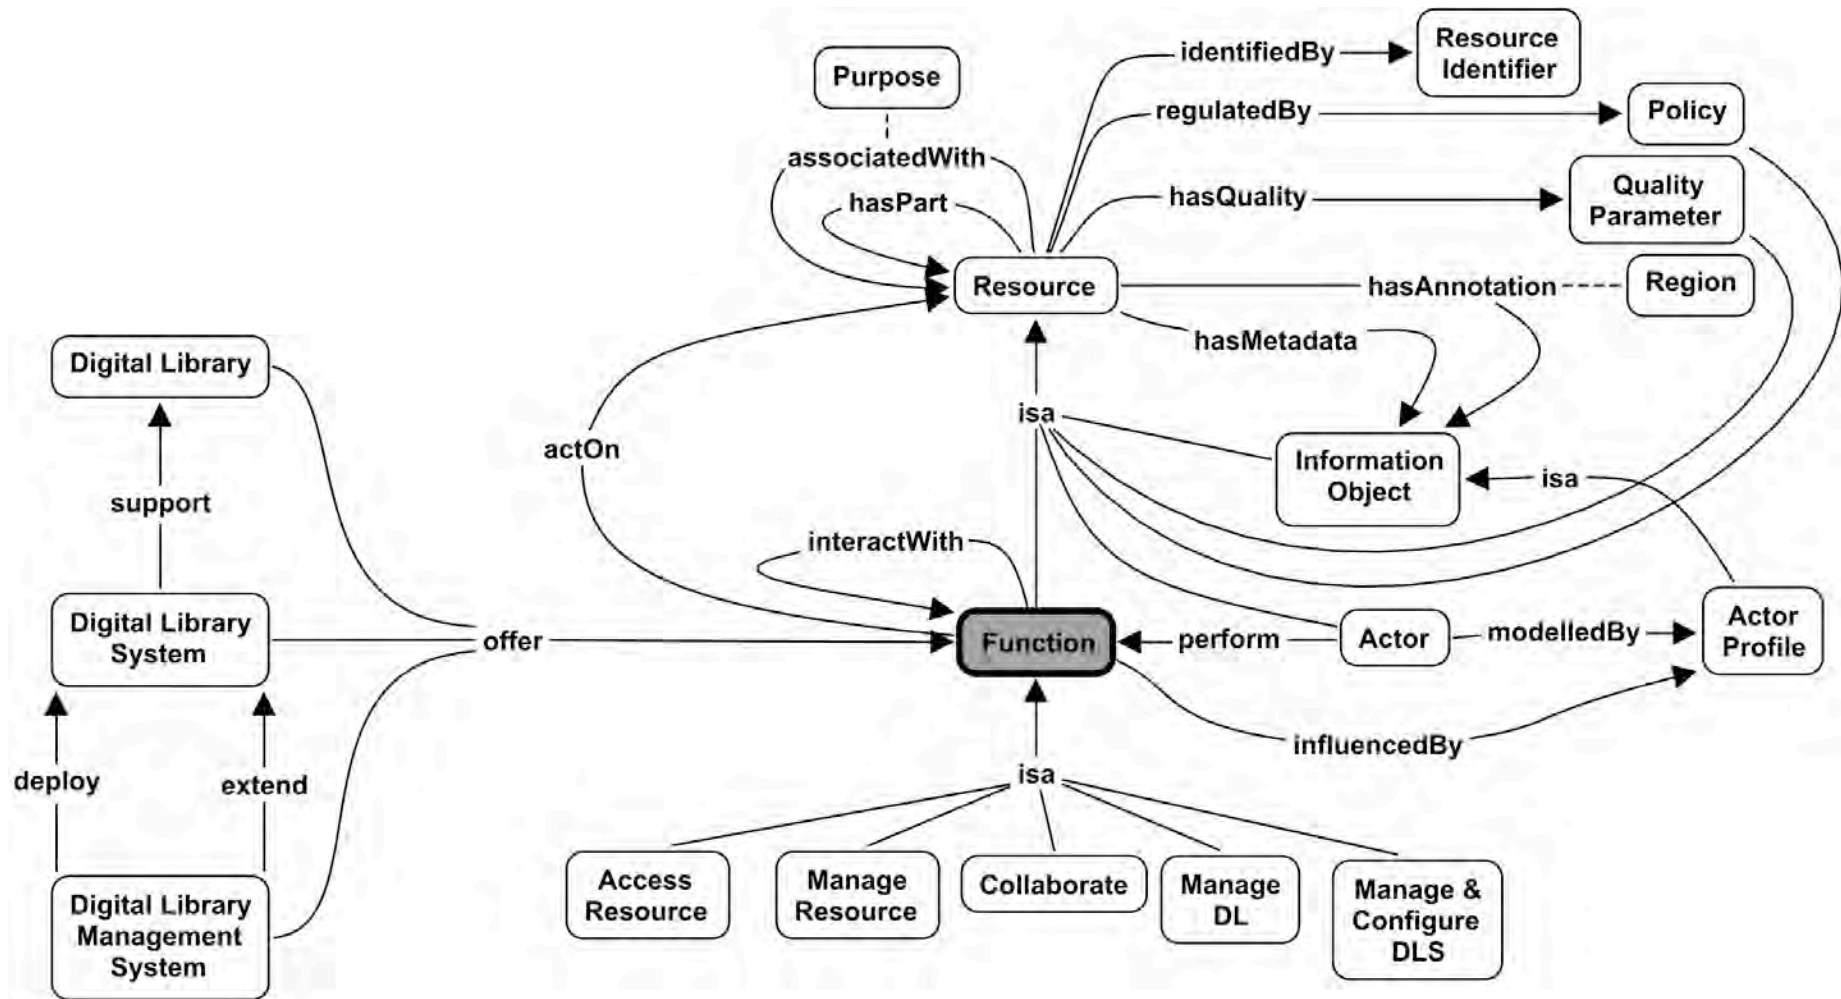 identifiedBy
Resource
Identifier
Purpose
regulatedBy
Policy
associatedWith
hasPart
hasQuality
Quality
Parameter
Resource
hasAnnotation
Region
hasMetadata
Digital Library
isa
actOn
Information
Object
isa
support
interactWith
Digital Library
System
offer
Function
perform
Actor
modelledBy
Actor
Profile
influencedBy
deploy
extend
isa
Access
Resource
Manage
Resource
Collaborate
Manage
DL
Manage &
Configure
DLS
Digital Library
Management
System